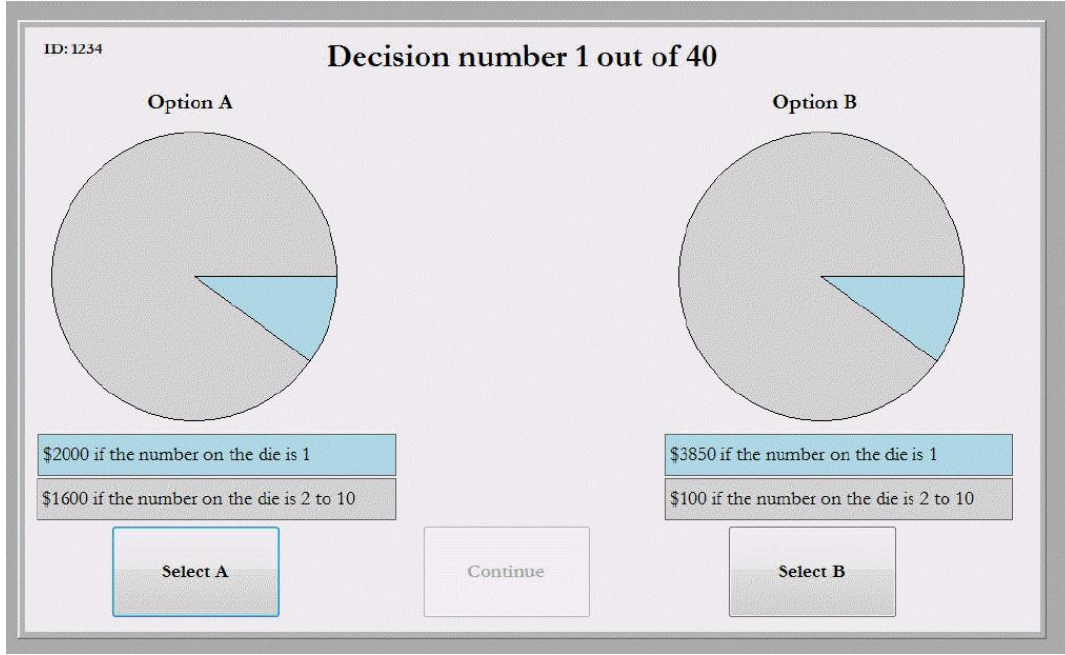 ID: 1234
Decision number 1 out of 40
Option A
Option B
$2000 if the number on the die is 1
$3850 if the number on the die is 1
$1600 if the number on the die is 2 to 10
$100 if the number on the die is 2 to 10
Select A
Continue
Select B